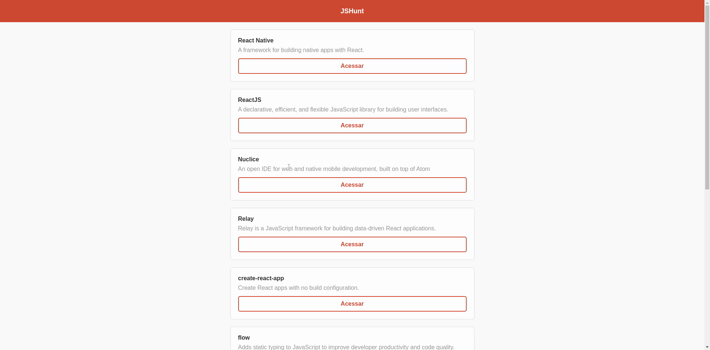 JSHunt
React Native
A framework for building native apps with React.
Acessar
ReactJS
A declarative, efficient, and flexible JavaScript library for building user interfaces.
Acessar
Nuclice
An open IDE for web and native mobile development, built on top of Atom
Acessar
Relay
Relay is a JavaScript framework for building data-driven React applications.
Acessar
create-react-app
Create React apps with no build configuration.
Acessar
flow
Adds static typing to JavaScript to improve developer productivity and code quality.